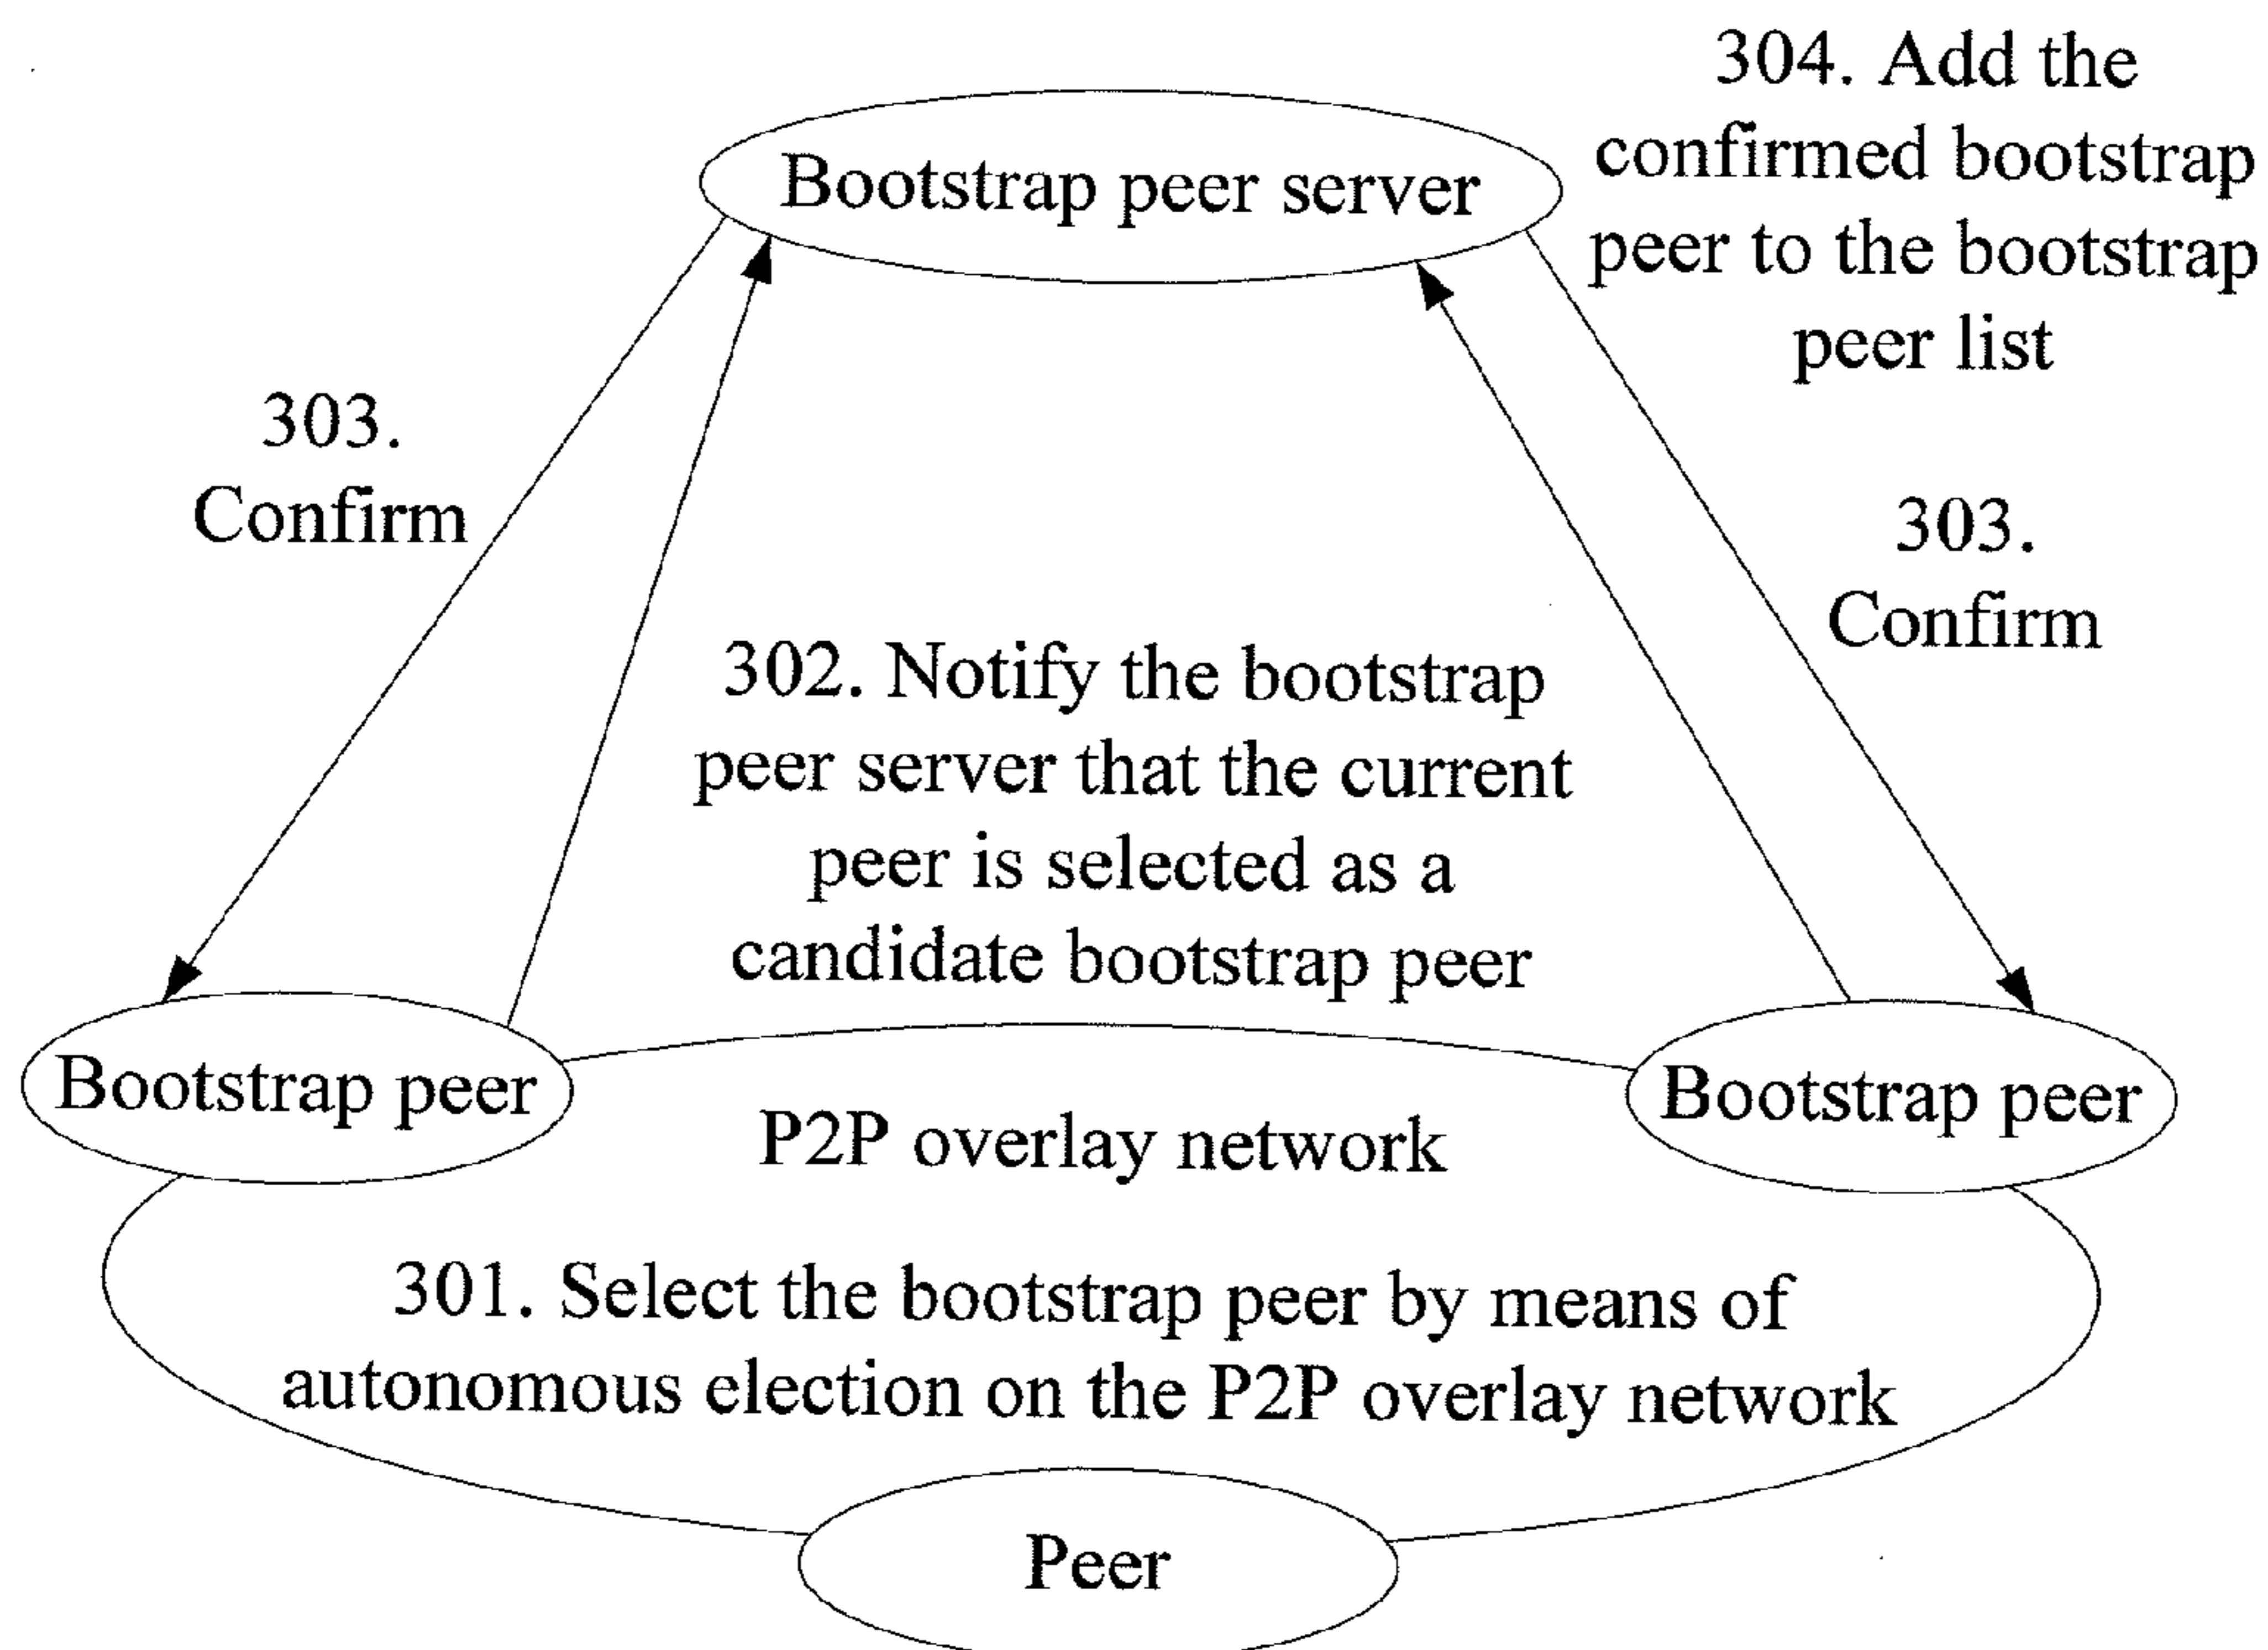 304. Add the
confirmed bootstrap
peer to the bootstrap
peer list
Bootstrap peer server
303.
Confirm
303.
Confirm
302. Notify the bootstrap
peer server that the current
peer is selected as a
candidate bootstrap peer
Bootstrap peer
Bootstrap peer
P2P overlay network
301. Select the bootstrap peer by means of
autonomous election on the P2P overlay network
Peer